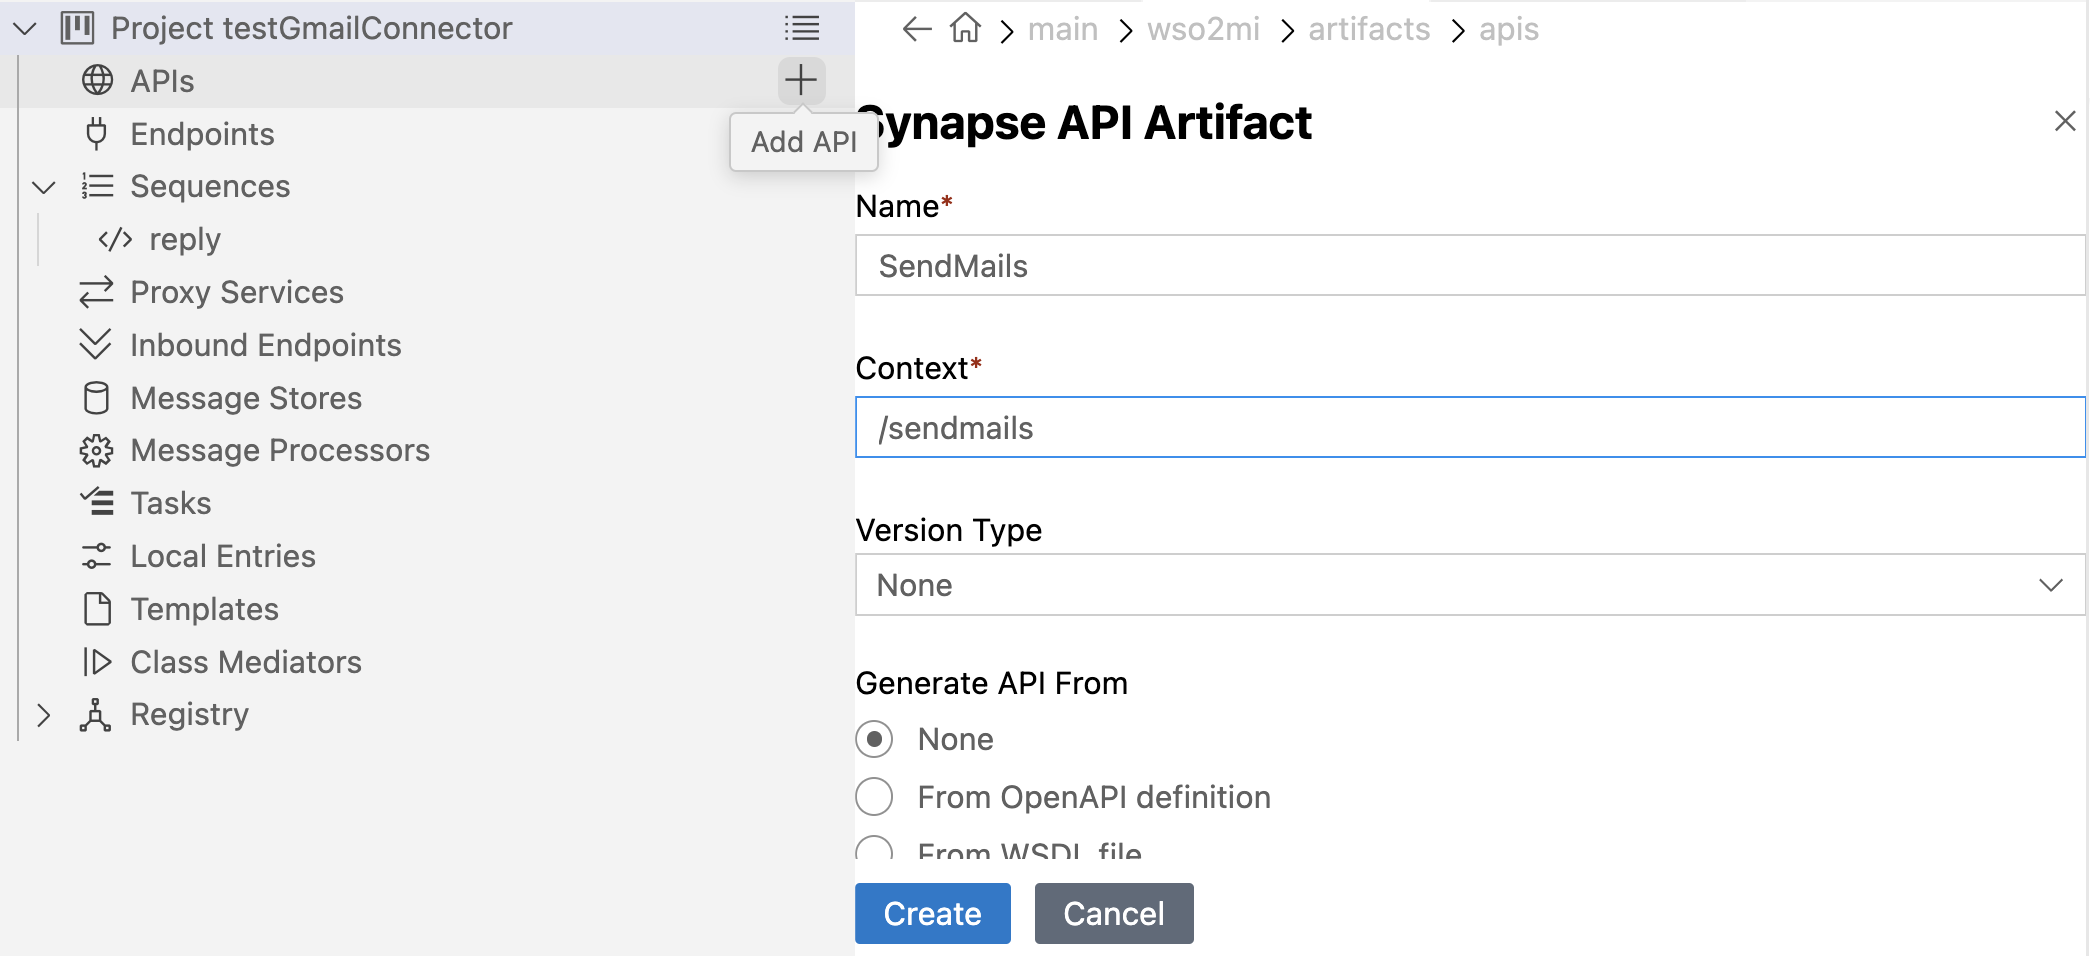 Project testGmailConnector
APIs
Add API
Endpoints
Sequences
reply
Proxy Services
Inbound Endpoints
Message Stores
Message Processors
Tasks
Local Entries
Templates
Class Mediators
Registry
main > wso2mi > artifacts > apis
Synapse API Artifact
Name*
SendMails
Context*
/sendmails
Version Type
None
Generate API From
None
From OpenAPI definition
From WSDL file
Create Cancel